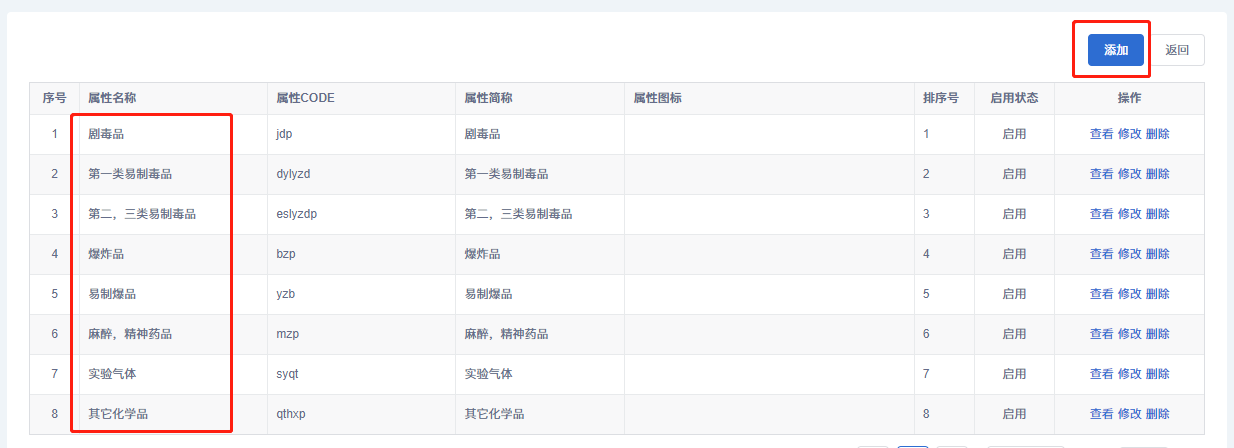 添加 返回
序号 属性名称 属性CODE 属性简称 属性图标 排序号 启用状态 操作
1 剧毒品 jdp 剧毒品 1 启用 查看 修改 删除
2 第一类易制毒品 dylyzd 第一类易制毒品 2 启用 查看 修改 删除
3 第二，三类易制毒品 eslyzdp 第二，三类易制毒品 3 启用 查看 修改 删除
4 爆炸品 bzp 爆炸品 4 启用 查看 修改 删除
5 易制爆品 yzb 易制爆品 5 启用 查看 修改 删除
6 麻醉，精神药品 mzp 麻醉，精神药品 6 启用 查看 修改 删除
7 实验气体 syqt 实验气体 7 启用 查看 修改 删除
8 其它化学品 qthxp 其它化学品 8 启用 查看 修改 删除